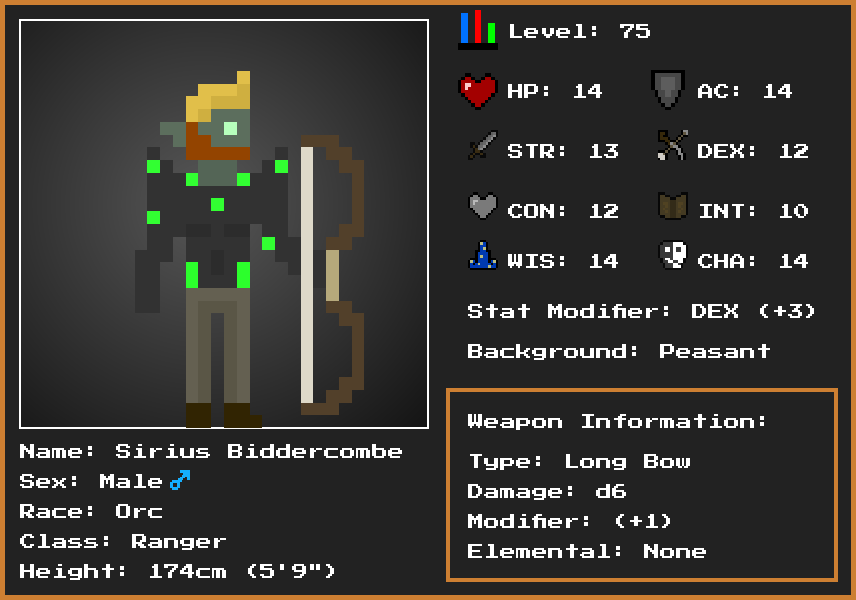 Level: 75
HP: 14 AC: 14
STR: 13 DEX: 12
CON: 12 INT: 10
WIS: 14 CHA: 14
Stat Modifier: DEX (+3)
Background: Peasant
Weapon Information:
Type: Long Bow
Damage: d6
Modifier: (+1)
Elemental: None
Name: Sirius Biddercombe
Sex: Male ♂
Race: Orc
Class: Ranger
Height: 174cm (5'9")